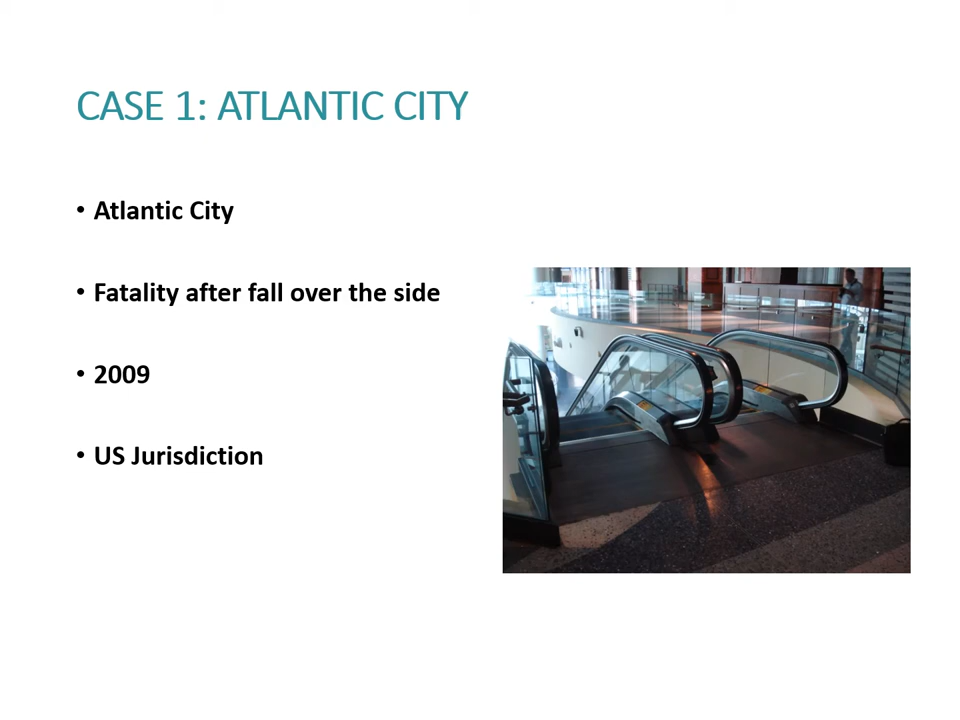 CASE 1: ATLANTIC CITY
• Atlantic City
• Fatality after fall over the side
• 2009
• US Jurisdiction